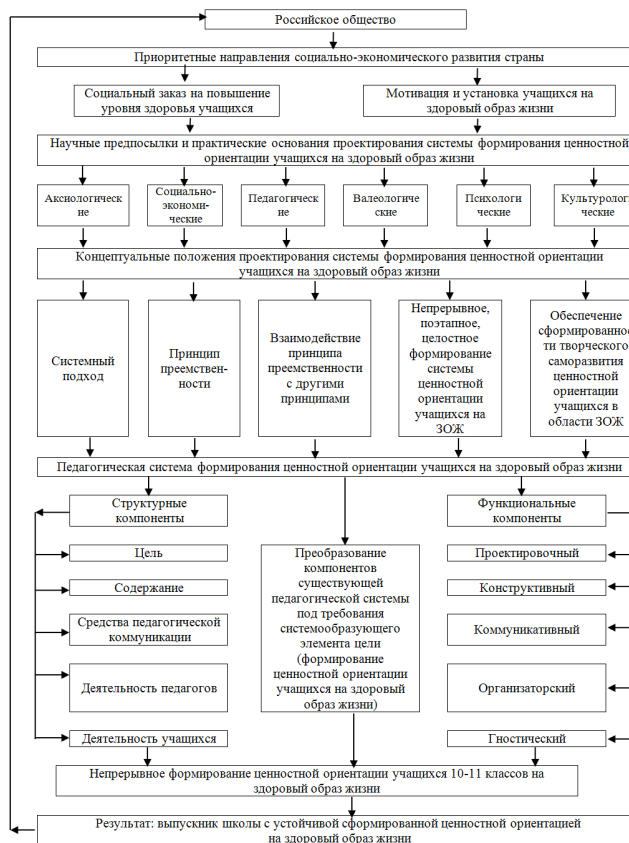 Российское общество
Приоритетные направления социально-экономического развития страны
Социальный заказ на повышение
уровня здоровья учащихся
Мотивация и установка учащихся на
здоровый образ жизни
Научные предпосылки и практические основания проектирования системы формирования ценностной
ориентации учащихся на здоровый образ жизни
Аксиологическ
ие
Социально-
экономи-
ческие
Педагогическ
ие
Валеологиче
ские
Психологи
ческие
Культуролог
ческие
Концептуальные положения проектирования системы формирования ценностной ориентации
учащихся на здоровый образ жизни
Системный
подход
Принцип
преемствен-
ности
Взаимодействие
принципа
преемственности
с другими
принципами
Непрерывное,
поэтапное,
целостное
формирование
системы
ценностной
ориентации
учащихся на
ЗОЖ
Обеспечение
сформированнос
ти творческого
саморазвития
ценностной
ориентации
учащихся в
области ЗОЖ
Педагогическая система формирования ценностной ориентации учащихся на здоровый образ жизни
Структурные
компоненты
Цель
Содержание
Средства педагогической
коммуникации
Деятельность педагогов
Деятельность учащихся
Преобразование
компонентов
существующей
педагогической системы
под требования
системообразующего
элемента цели
(формирование
ценностной ориентации
учащихся на здоровый
образ жизни)
Функциональные
компоненты
Проектировочный
Конструктивный
Коммуникативный
Организаторский
Гностический
Непрерывное формирование ценностной ориентации учащихся 10-11 классов на
здоровый образ жизни
Результат: выпускник школы с устойчивой сформированной ценностной ориентацией
на здоровый образ жизни